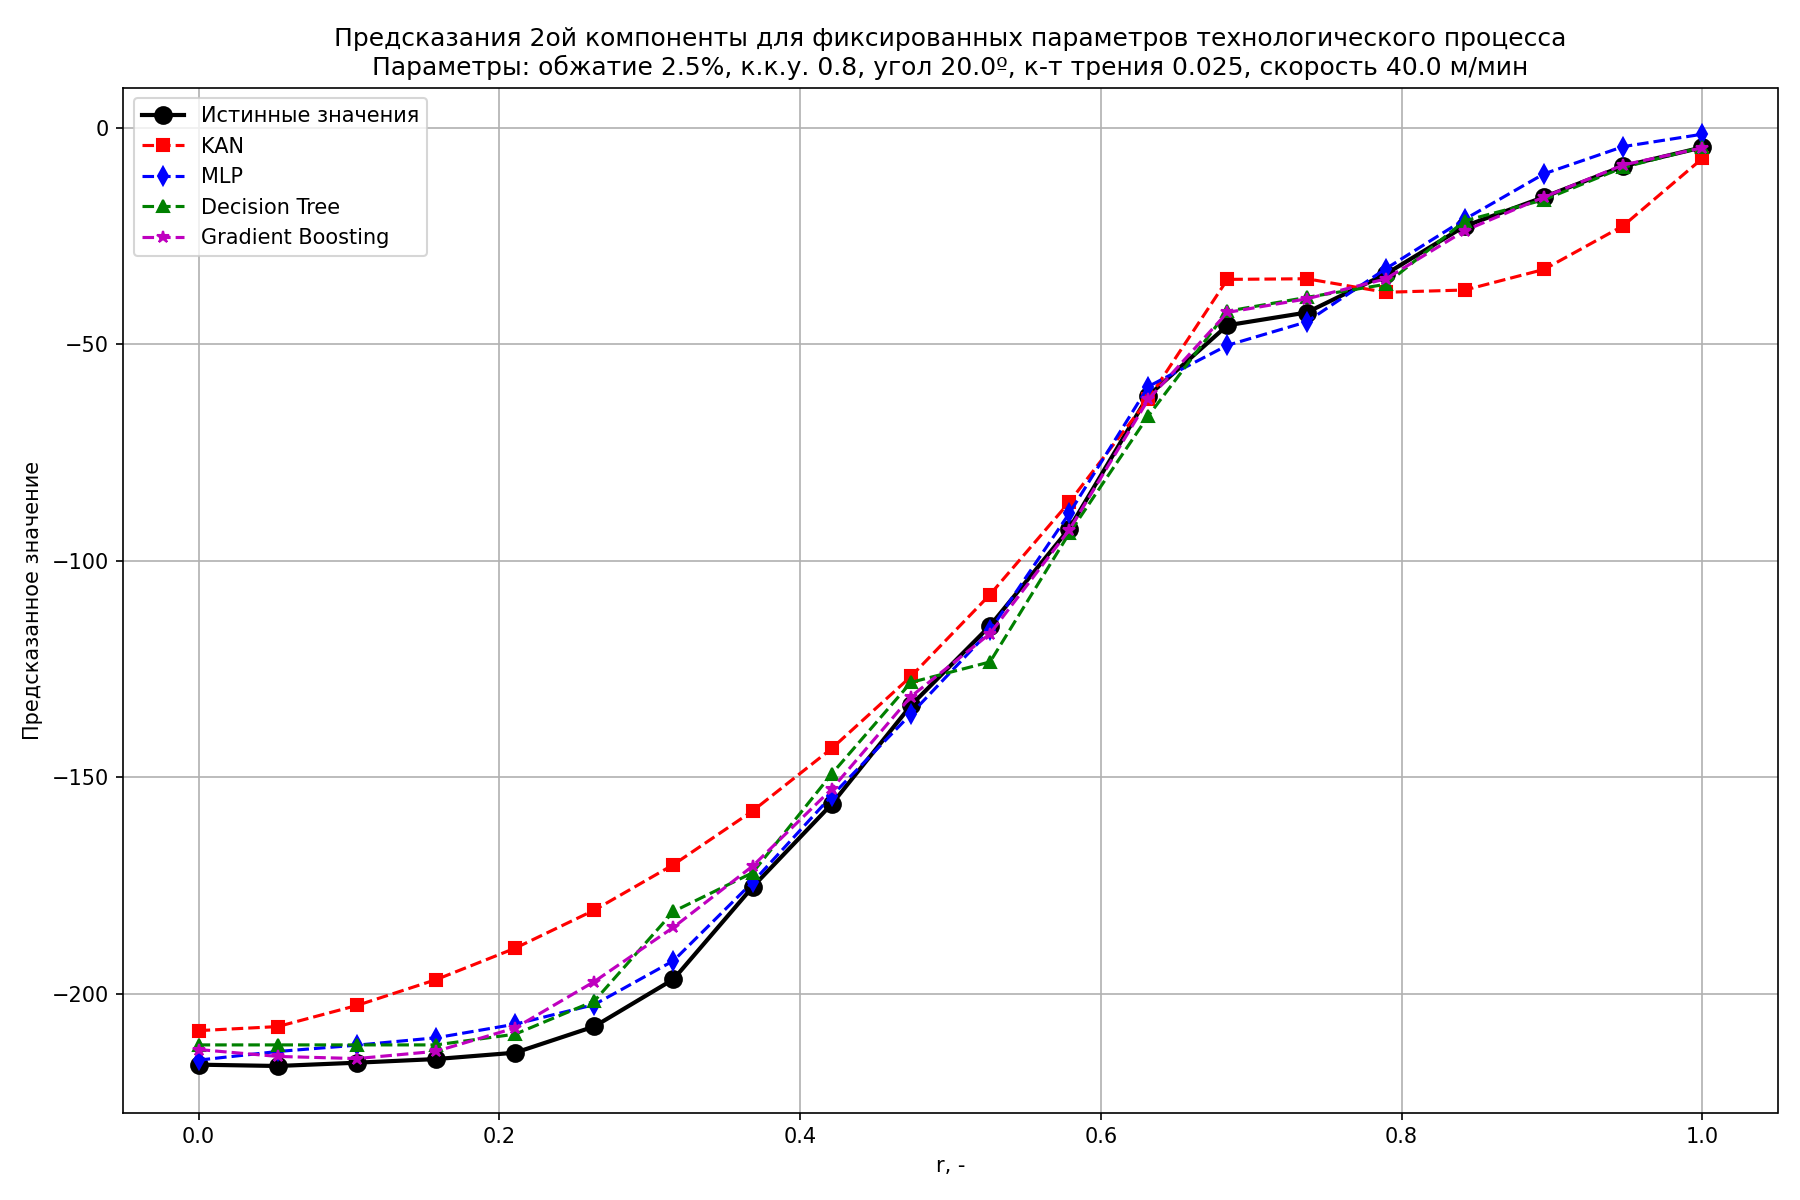 Предсказания 2ой компоненты для фиксированных параметров технологического процесса
Параметры: обжатие 2.5%, к.к.у. 0.8, угол 20.0º, к-т трения 0.025, скорость 40.0 м/мин
Истинные значения
KAN
MLP
Decision Tree
Gradient Boosting
Предсказанное значение
0
−50
−100
−150
−200
0.0 0.2 0.4 0.6 0.8 1.0
r, -